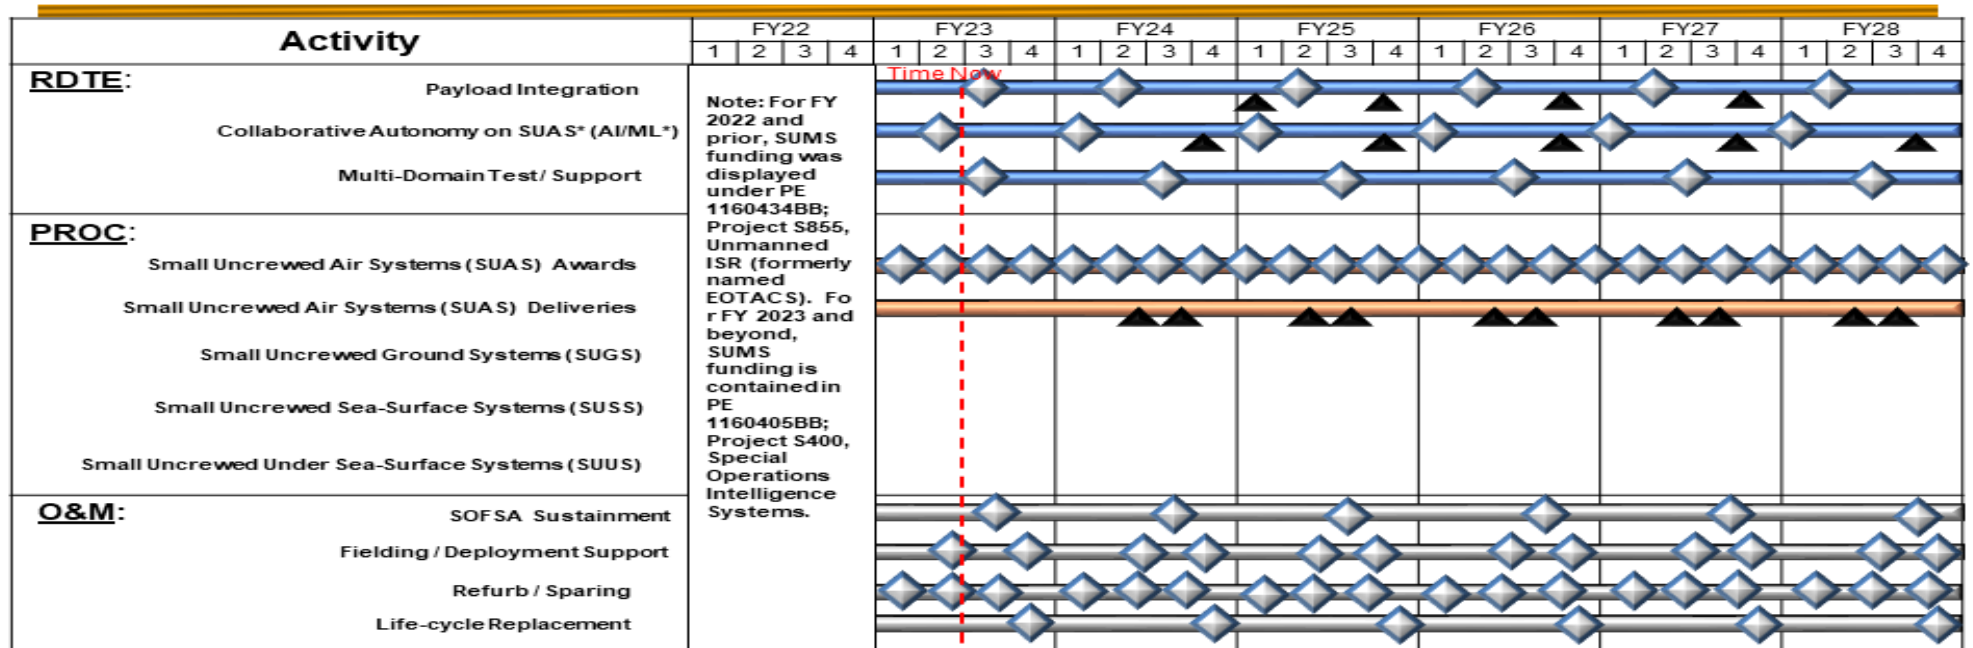 Activity
FY22 FY23 FY24 FY25 FY26 FY27 FY28
1 2 3 4 1 2 3 4 1 2 3 4 1 2 3 4 1 2 3 4 1 2 3 4 1 2 3 4
Time Now
RDTE:
Payload Integration
Collaborative Autonomy on SUAS* (AI/ML*)
Multi-Domain Test/ Support
PROC:
Small Uncrewed Air Systems (SUAS) Awards
Small Uncrewed Air Systems (SUAS) Deliveries
Small Uncrewed Ground Systems (SUGS)
Small Uncrewed Sea-Surface Systems (SUSS)
Small Uncrewed Under Sea-Surface Systems (SUUS)
O&M:
SOFSA Sustainment
Fielding / Deployment Support
Refurb / Sparing
Life-cycle Replacement
Note: For FY
2022 and
prior, SUMS
funding was
displayed
under PE
1160434BB;
Project S855,
Unmanned
ISR (formerly
named
EOTACS). Fo
r FY 2023 and
beyond,
SUMS
funding is
contained in
PE
1160405BB;
Project S400,
Special
Operations
Intelligence
Systems.